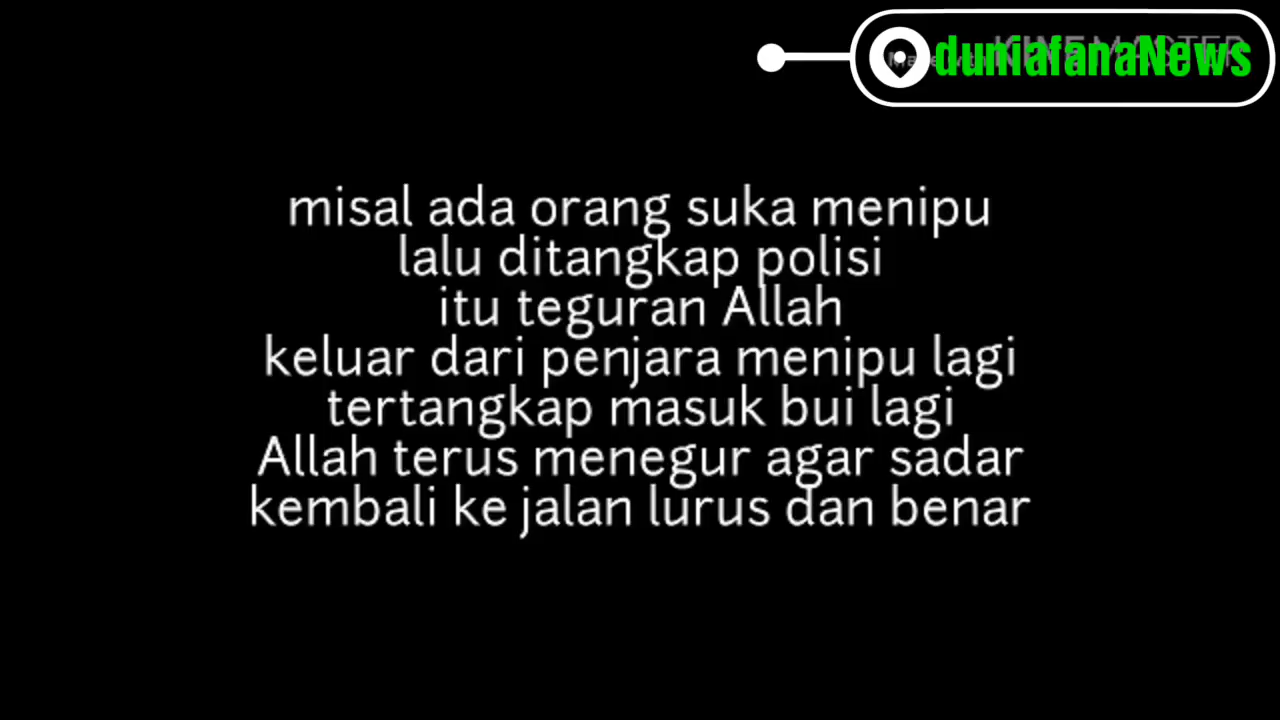 duniafanaNews
misal ada orang suka menipu
lalu ditangkap polisi
itu teguran Allah
keluar dari penjara menipu lagi
tertangkap masuk bui lagi
Allah terus menegur agar sadar
kembali ke jalan lurus dan benar